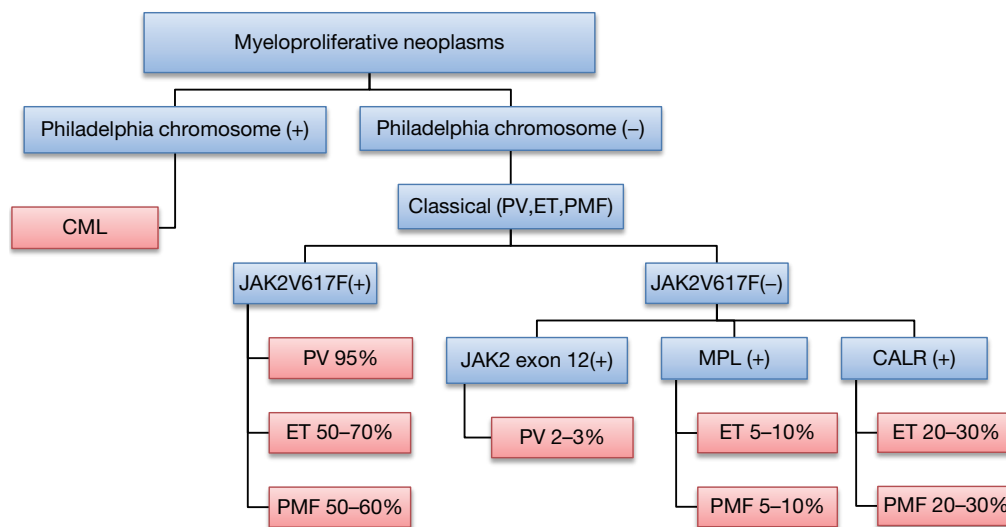 Myeloproliferative neoplasms
Philadelphia chromosome (+)
Philadelphia chromosome (–)
CML
Classical (PV,ET,PMF)
JAK2V617F(+)
JAK2V617F(–)
PV 95%
JAK2 exon 12(+)
MPL (+)
CALR (+)
ET 50–70%
PV 2–3%
ET 5–10%
ET 20–30%
PMF 50–60%
PMF 5–10%
PMF 20–30%